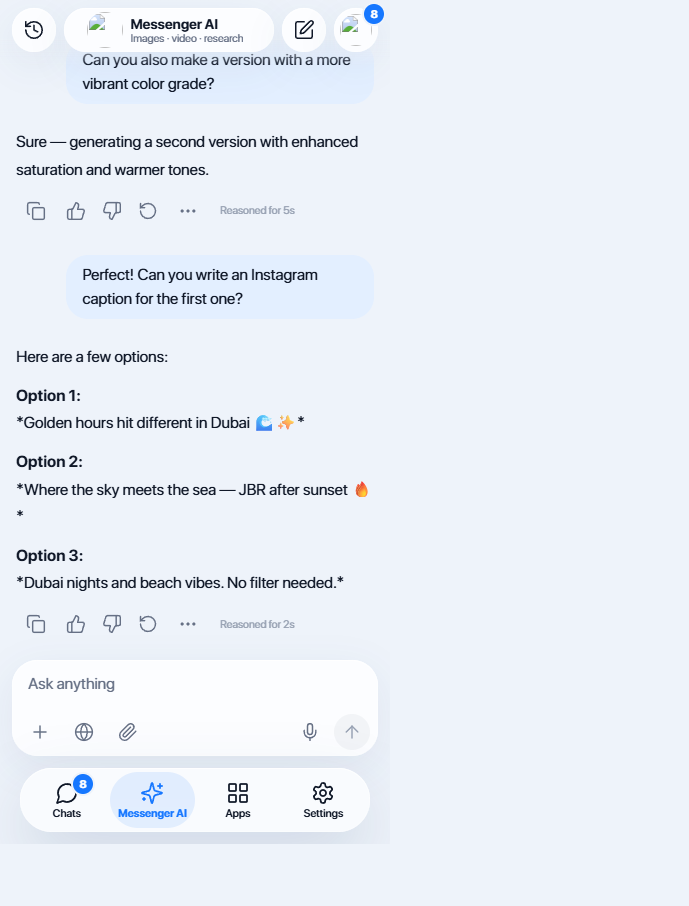 Messenger AI
Images · video · research
8
Can you also make a version with a more
vibrant color grade?
Sure — generating a second version with enhanced
saturation and warmer tones.
Reasoned for 5s
Perfect! Can you write an Instagram
caption for the first one?
Here are a few options:
Option 1:
*Golden hours hit different in Dubai 🌊✨*
Option 2:
*Where the sky meets the sea — JBR after sunset 🔥
*
Option 3:
*Dubai nights and beach vibes. No filter needed.*
Reasoned for 2s
Ask anything
8
Chats
Messenger AI
Apps
Settings